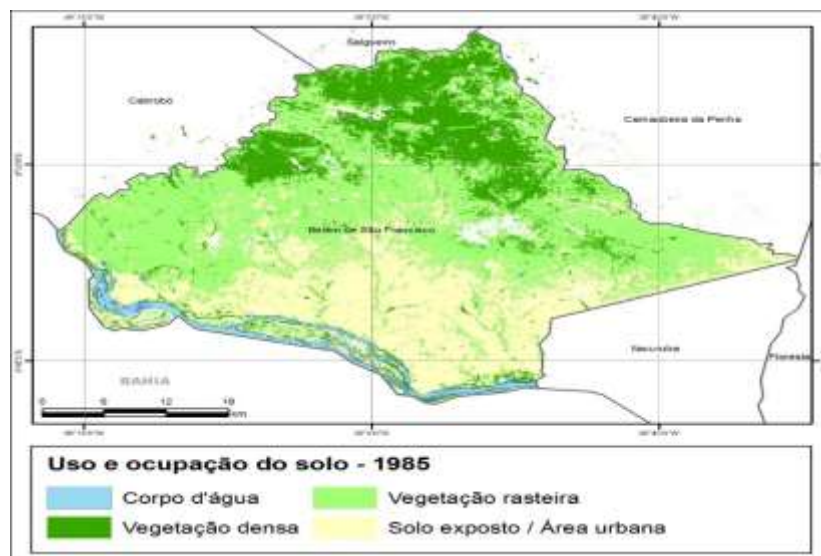 Salgueiro
Cabrobó
Carnaubeira da Penha
Belém de São Francisco
Itacuruba
Floresta
BAHIA
0 6 12 18
km
Uso e ocupação do solo - 1985
Corpo d'água
Vegetação rasteira
Vegetação densa
Solo exposto / Área urbana